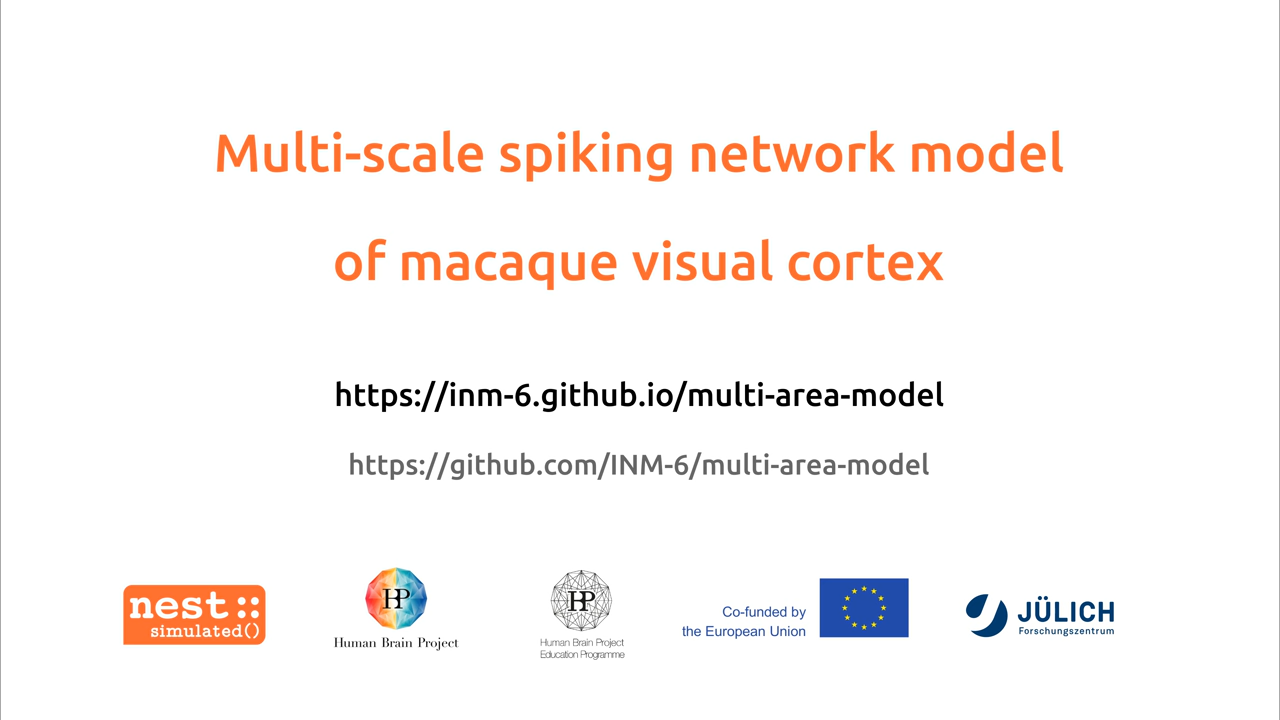 Multi-scale spiking network model
of macaque visual cortex
https://inm-6.github.io/multi-area-model
https://github.com/INM-6/multi-area-model
nest::
simulated()
HP
Human Brain Project
HP
Human Brain Project
Education Programme
Co-funded by
the European Union
JÜLICH
Forschungszentrum